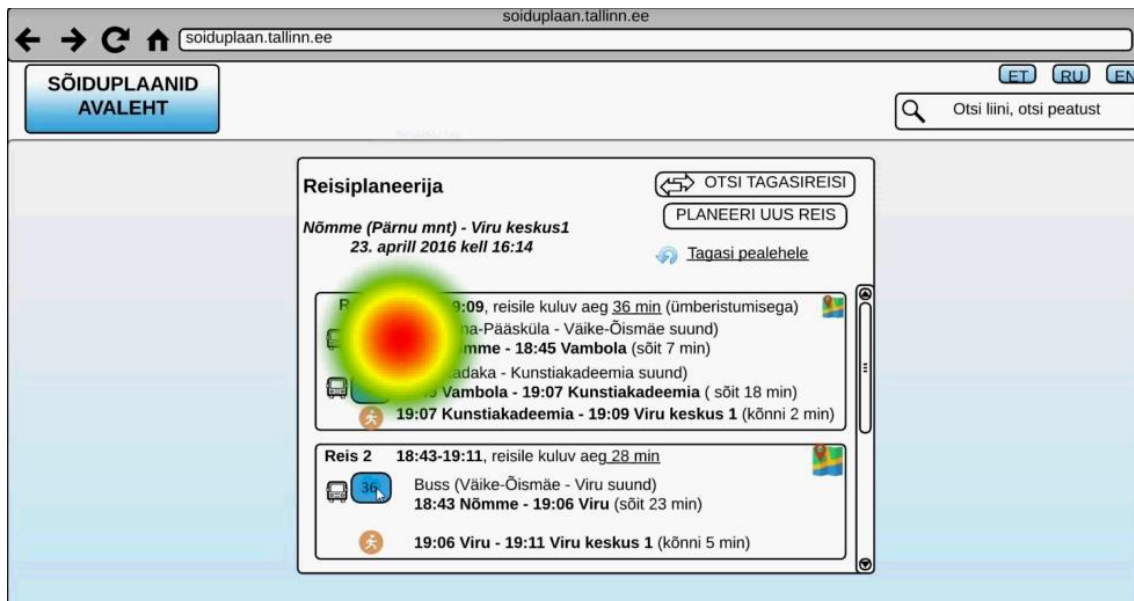 soiduplaan.tallinn.ee
soiduplaan.tallinn.ee
SÕIDUPLAANID
AVALEHT
ET RU EN
Otsi liini, otsi peatust
Reisiplaneerija
OTSI TAGASIREISI
PLANEERI UUS REIS
Nõmme (Pärnu mnt) - Viru keskus1
23. aprill 2016 kell 16:14
Tagasi pealehele
9:09, reisile kuluv aeg 36 min (ümberistumisega)
na-Pääsküla - Väike-Õismäe suund)
mme - 18:45 Vambola (sõit 7 min)
adaka - Kunstiakadeemia suund)
Vambola - 19:07 Kunstiakadeemia ( sõit 18 min)
19:07 Kunstiakadeemia - 19:09 Viru keskus 1 (kõnni 2 min)
Reis 2 18:43-19:11, reisile kuluv aeg 28 min
36 Buss (Väike-Õismäe - Viru suund)
18:43 Nõmme - 19:06 Viru (sõit 23 min)
19:06 Viru - 19:11 Viru keskus 1 (kõnni 5 min)